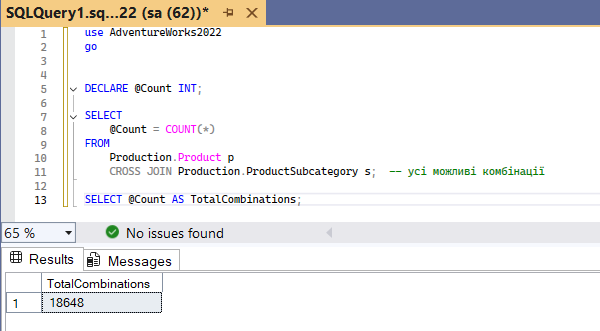 SQLQuery1.sq...22 (sa (62))*
1 use AdventureWorks2022
2 go
3
4
5 DECLARE @Count INT;
6
7 SELECT
8 @Count = COUNT(*)
9 FROM
10 Production.Product p
11 CROSS JOIN Production.ProductSubcategory s; -- усі можливі комбінації
12
13 SELECT @Count AS TotalCombinations;
65 % No issues found
Results Messages
TotalCombinations
1 18648